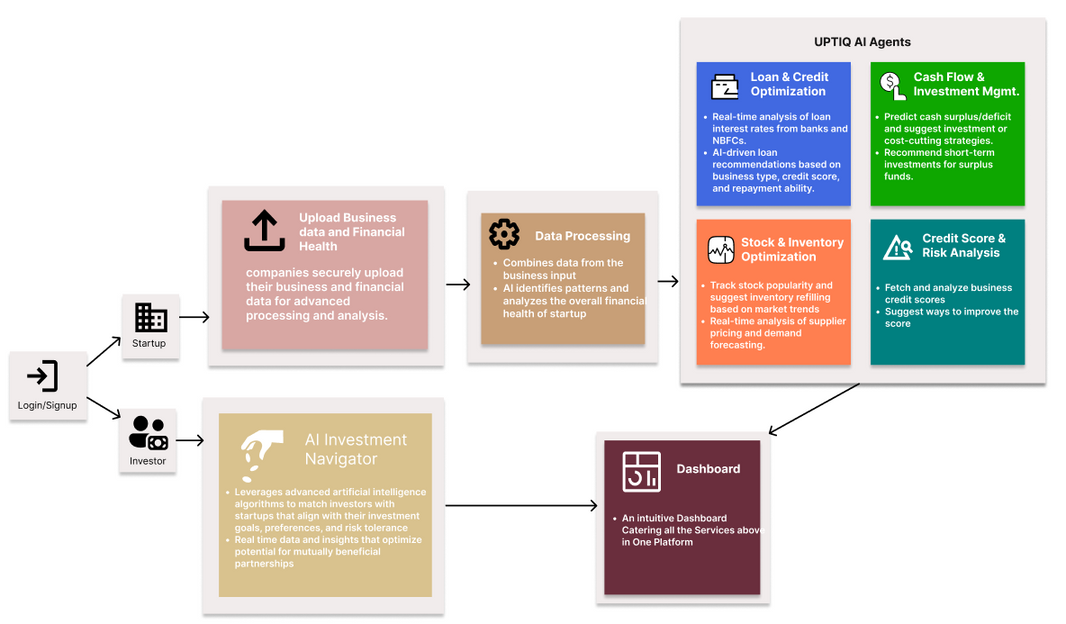 UPTIQ AI Agents
Loan & Credit
Optimization
• Real-time analysis of loan
interest rates from banks and
NBFCs.
• AI-driven loan
recommendations based on
business type, credit score,
and repayment ability.
Cash Flow &
Investment Mgmt.
• Predict cash surplus/deficit
and suggest investment or
cost-cutting strategies.
• Recommend short-term
investments for surplus
funds.
Stock & Inventory
Optimization
• Track stock popularity and
suggest inventory refilling
based on market trends
• Real-time analysis of supplier
pricing and demand
forecasting.
Credit Score &
Risk Analysis
• Fetch and analyze business
credit scores
• Suggest ways to improve the
score
Upload Business
data and Financial
Health
companies securely upload
their business and financial
data for advanced
processing and analysis.
Data Processing
• Combines data from the
business input
• AI identifies patterns and
analyzes the overall financial
health of startup
Startup
Login/Signup
Investor
AI Investment
Navigator
• Leverages advanced artificial intelligence
algorithms to match investors with
startups that align with their investment
goals, preferences, and risk tolerance
• Real time data and insights that optimize
potential for mutually beneficial
partnerships
Dashboard
• An intuitive Dashboard
Catering all the Services above
in One Platform